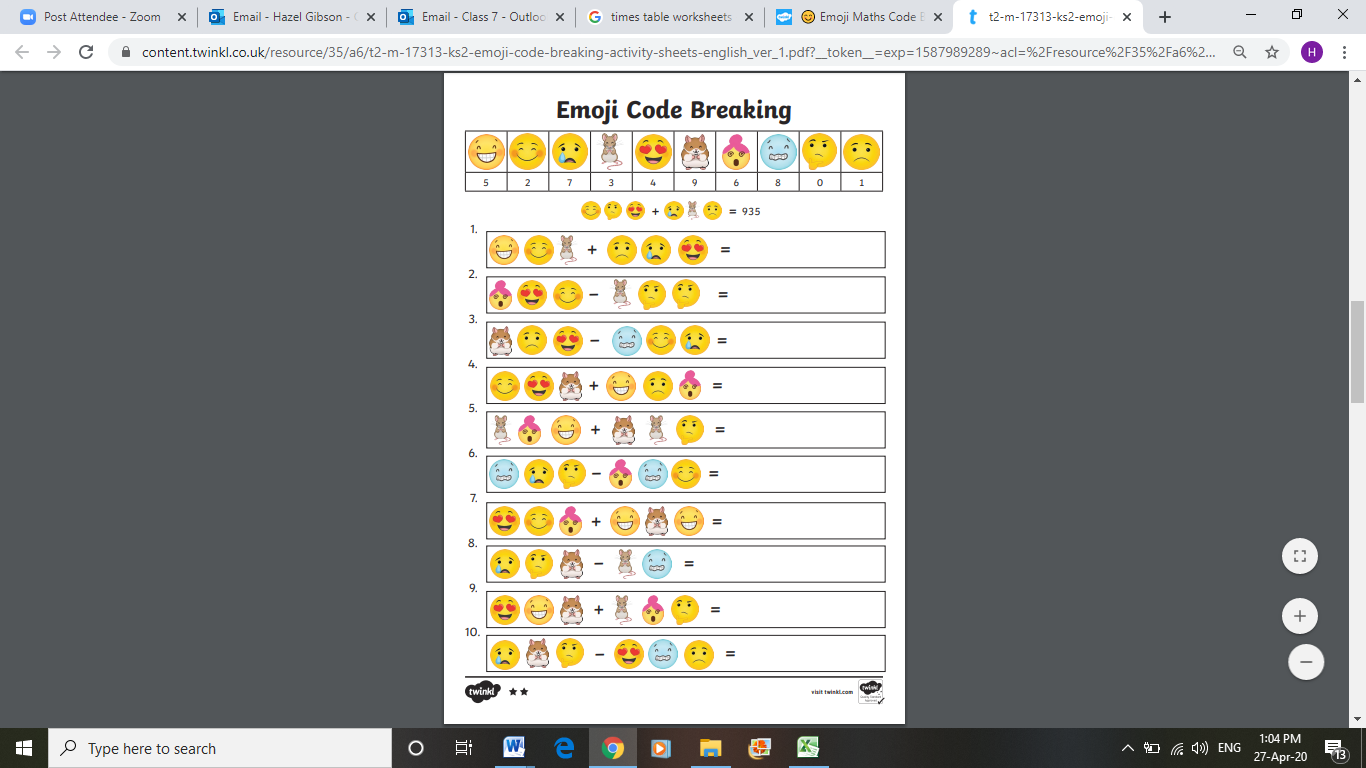 Post Attendee - Zoom
Email - Hazel Gibson -
Email - Class 7 - Outlo
times table worksheets
Emoji Maths Code
t2-m-17313-ks2-emoji-
content.twinkl.co.uk/resource/35/a6/t2-m-17313-ks2-emoji-code-breaking-activity-sheets-english_ver_1.pdf?__token__=exp=1587989289~acl=%2Fresource%2F35%2Fa6%2...
H
Emoji Code Breaking
5 2 7 3 4 9 6 8 0 1
+ = 935
1. + =
2. – =
3. – =
4. + =
5. + =
6. – =
7. + =
8. – =
9. + =
10. – =
twinkl
visit twinkl.com
twinkl
Type here to search
ENG
1:04 PM
27-Apr-20
13